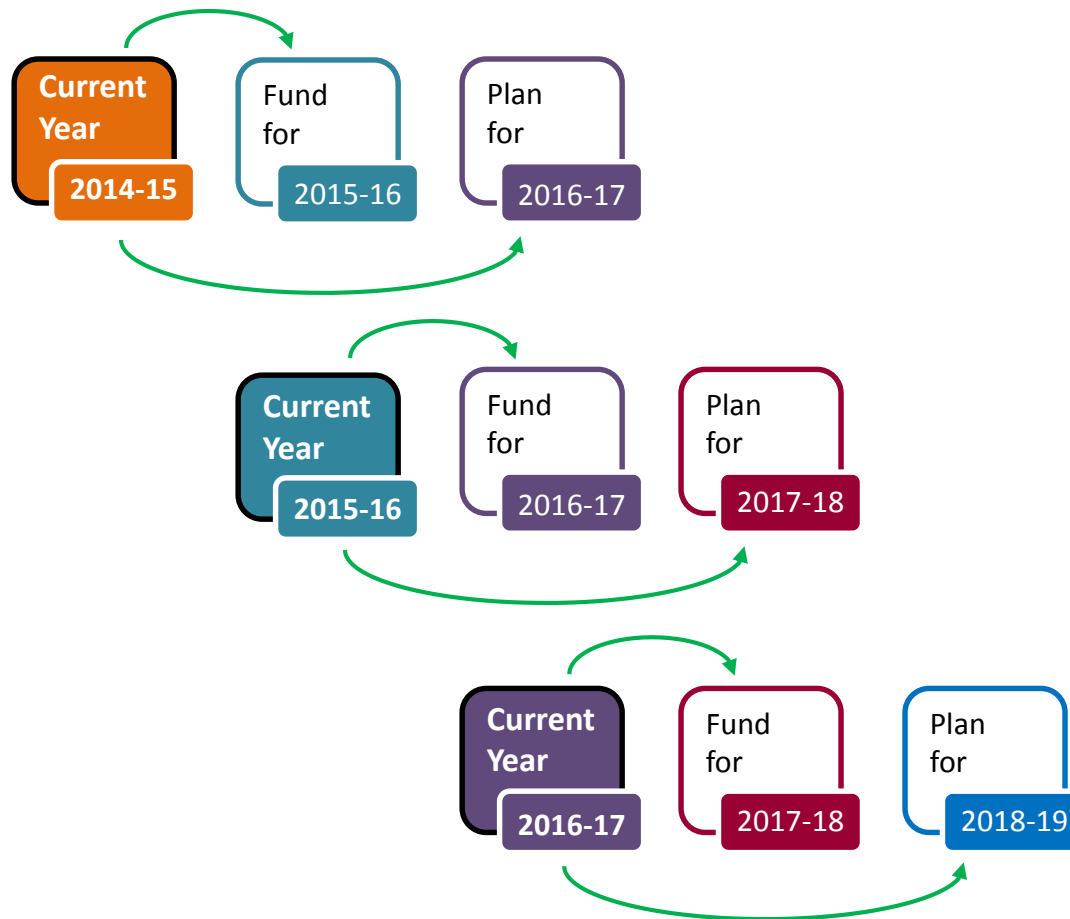 Current
Year
2014-15
Fund
for
2015-16
Plan
for
2016-17
Current
Year
2015-16
Fund
for
2016-17
Plan
for
2017-18
Current
Year
2016-17
Fund
for
2017-18
Plan
for
2018-19